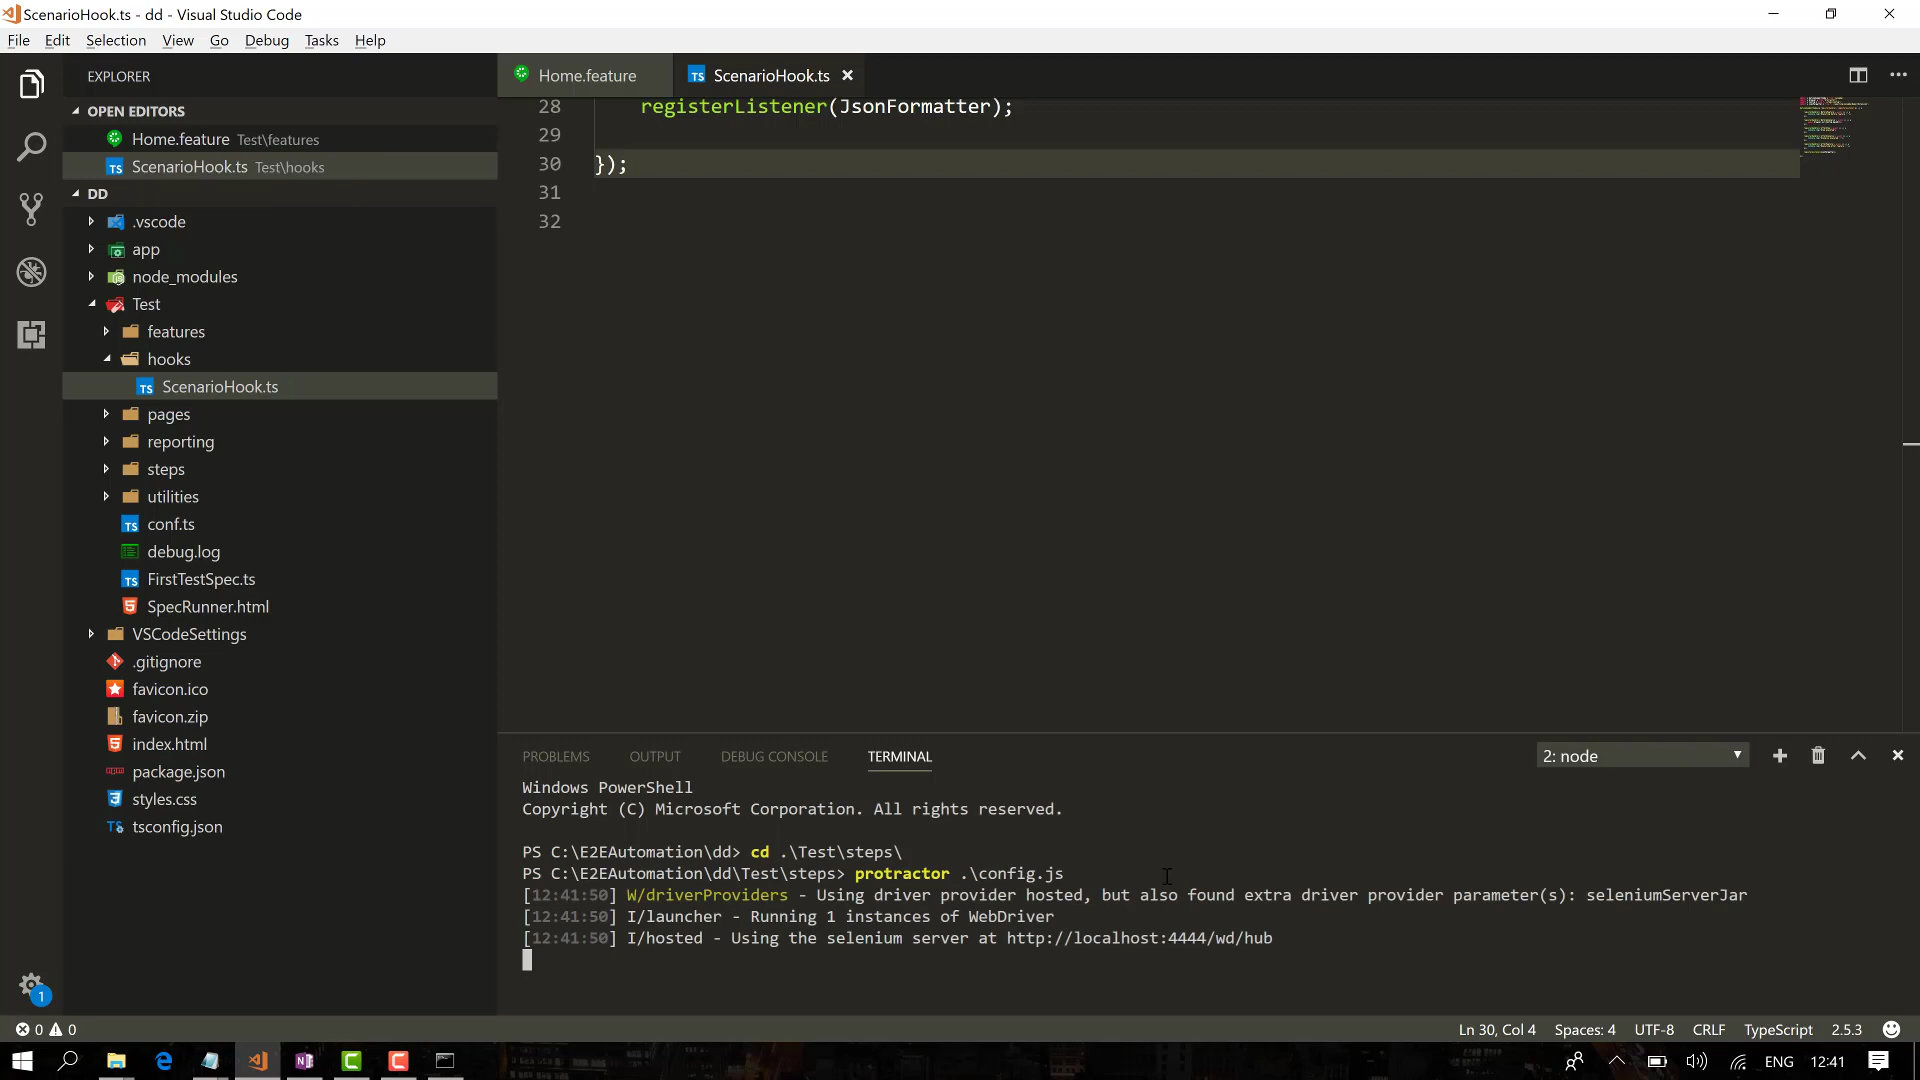 ScenarioHook.ts - dd - Visual Studio Code
File Edit Selection View Go Debug Tasks Help
EXPLORER
OPEN EDITORS
Home.feature Test\features
ScenarioHook.ts Test\hooks
DD
.vscode
app
node_modules
Test
features
hooks
TS ScenarioHook.ts
pages
reporting
steps
utilities
TS conf.ts
debug.log
TS FirstTestSpec.ts
SpecRunner.html
VSCodeSettings
.gitignore
favicon.ico
favicon.zip
index.html
package.json
styles.css
tsconfig.json
1
Home.feature
TS ScenarioHook.ts
28 registerListener(JsonFormatter);
29
30 });
31
32
PROBLEMS OUTPUT DEBUG CONSOLE TERMINAL
2: node
Windows PowerShell
Copyright (C) Microsoft Corporation. All rights reserved.
PS C:\E2EAutomation\dd> cd .\Test\steps\
PS C:\E2EAutomation\dd\Test\steps> protractor .\config.js
[12:41:50] W/driverProviders - Using driver provider hosted, but also found extra driver provider parameter(s): seleniumServerJar
[12:41:50] I/launcher - Running 1 instances of WebDriver
[12:41:50] I/hosted - Using the selenium server at http://localhost:4444/wd/hub
0 0
Ln 30, Col 4 Spaces: 4 UTF-8 CRLF TypeScript 2.5.3
ENG 12:41